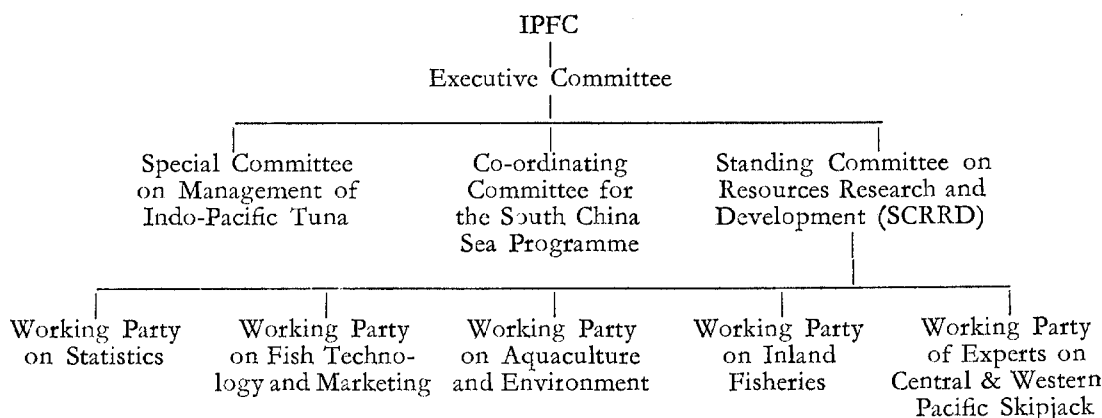 IPFC
Executive Committee
Special Committee
on Management of
Indo-Pacific Tuna
Co-ordinating
Committee for
the South China
Sea Programme
Standing Committee on
Resources Research and
Development (SCRRD)
Working Party
on Statistics
Working Party
on Fish Techno-
logy and Marketing
Working Party
on Aquaculture
and Environment
Working Party
on Inland
Fisheries
Working Party
of Experts on
Central & Western
Pacific Skipjack